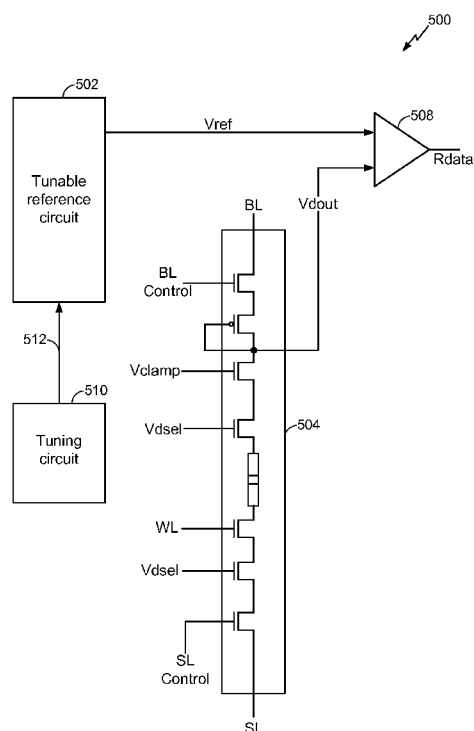 500
502
Tunable
reference
circuit
Vref
508
Rdata
Vdout
BL
BL
Control
512
Vclamp
510
Tuning
circuit
Vdsel
504
WL
Vdsel
SL
Control
SL